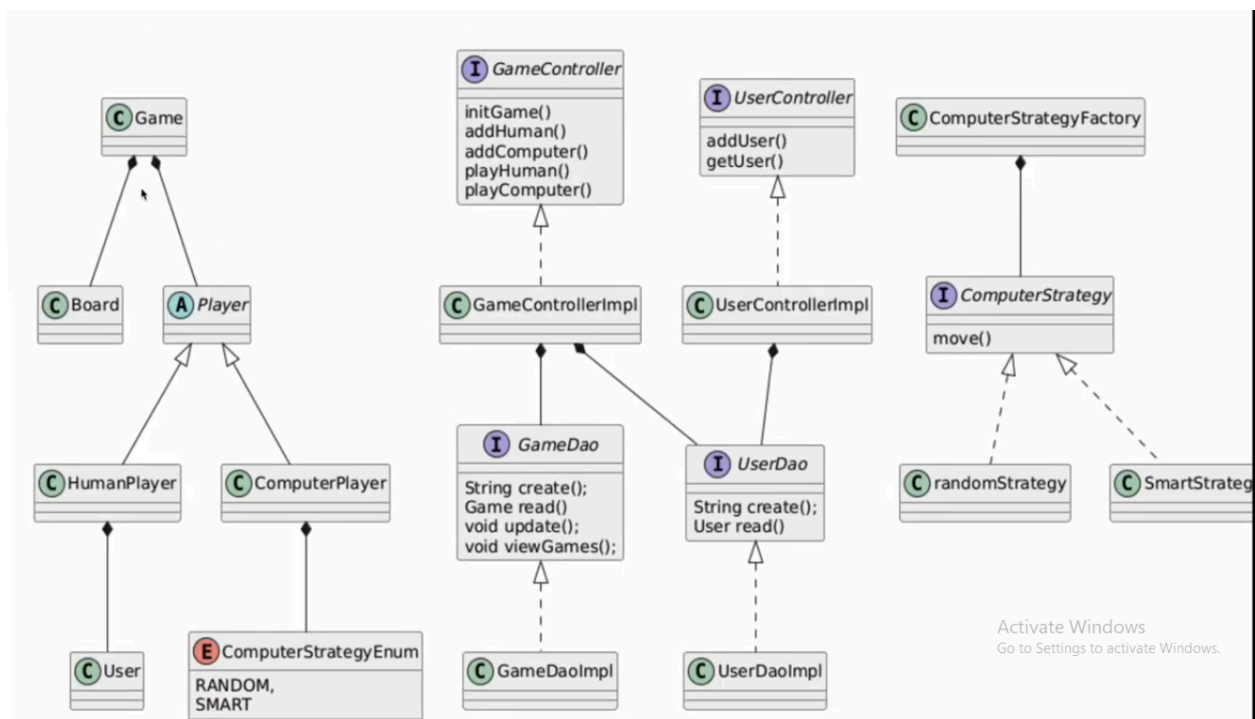 C Game
I GameController
initGame()
addHuman()
addComputer()
playHuman()
playComputer()
I UserController
addUser()
getUser()
C ComputerStrategyFactory
C Board
A Player
C GameControllerImpl
C UserControllerImpl
I ComputerStrategy
move()
C HumanPlayer
C ComputerPlayer
I GameDao
String create();
Game read()
void update();
void viewGames();
I UserDao
String create();
User read()
C randomStrategy
C SmartStrateg
C User
E ComputerStrategyEnum
RANDOM,
SMART
C GameDaoImpl
C UserDaoImpl
Activate Windows
Go to Settings to activate Windows.